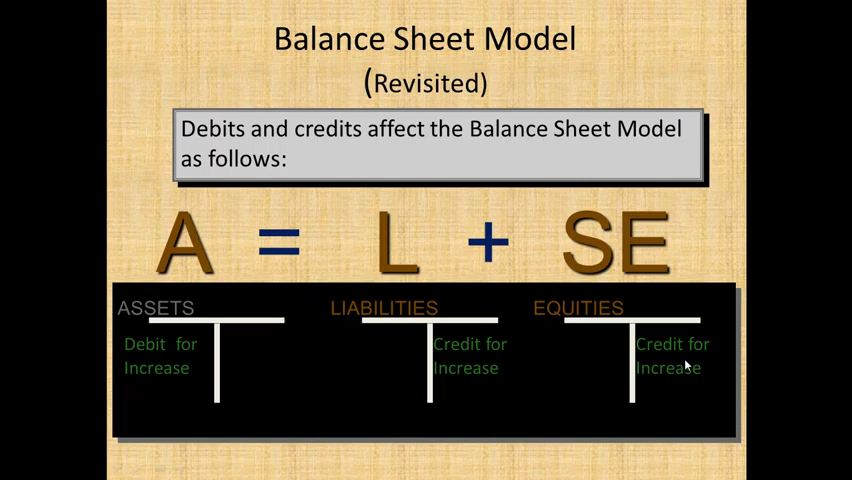 Balance Sheet Model
(Revisited)
Debits and credits affect the Balance Sheet Model
as follows:
A = L + SE
ASSETS LIABILITIES EQUITIES
Debit for Credit for Credit for
Increase Increase Increase